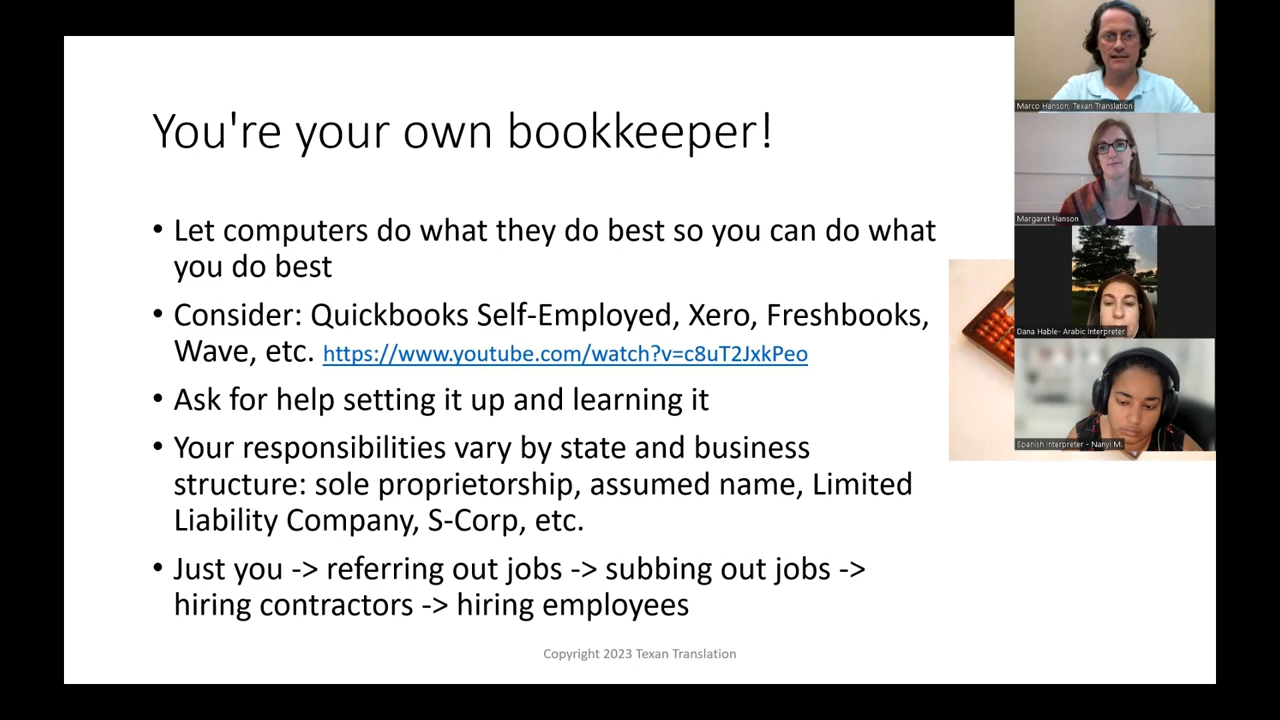 You're your own bookkeeper!
• Let computers do what they do best so you can do what
you do best
• Consider: Quickbooks Self-Employed, Xero, Freshbooks,
Wave, etc. https://www.youtube.com/watch?v=c8uT2JxkPeo
• Ask for help setting it up and learning it
• Your responsibilities vary by state and business
structure: sole proprietorship, assumed name, Limited
Liability Company, S-Corp, etc.
• Just you -> referring out jobs -> subbing out jobs ->
hiring contractors -> hiring employees
Copyright 2023 Texan Translation
Marco Hanson, Texan Translation
Margaret Hanson
Dana Hable- Arabic Interpreter
Spanish Interpreter - Nanyi M.